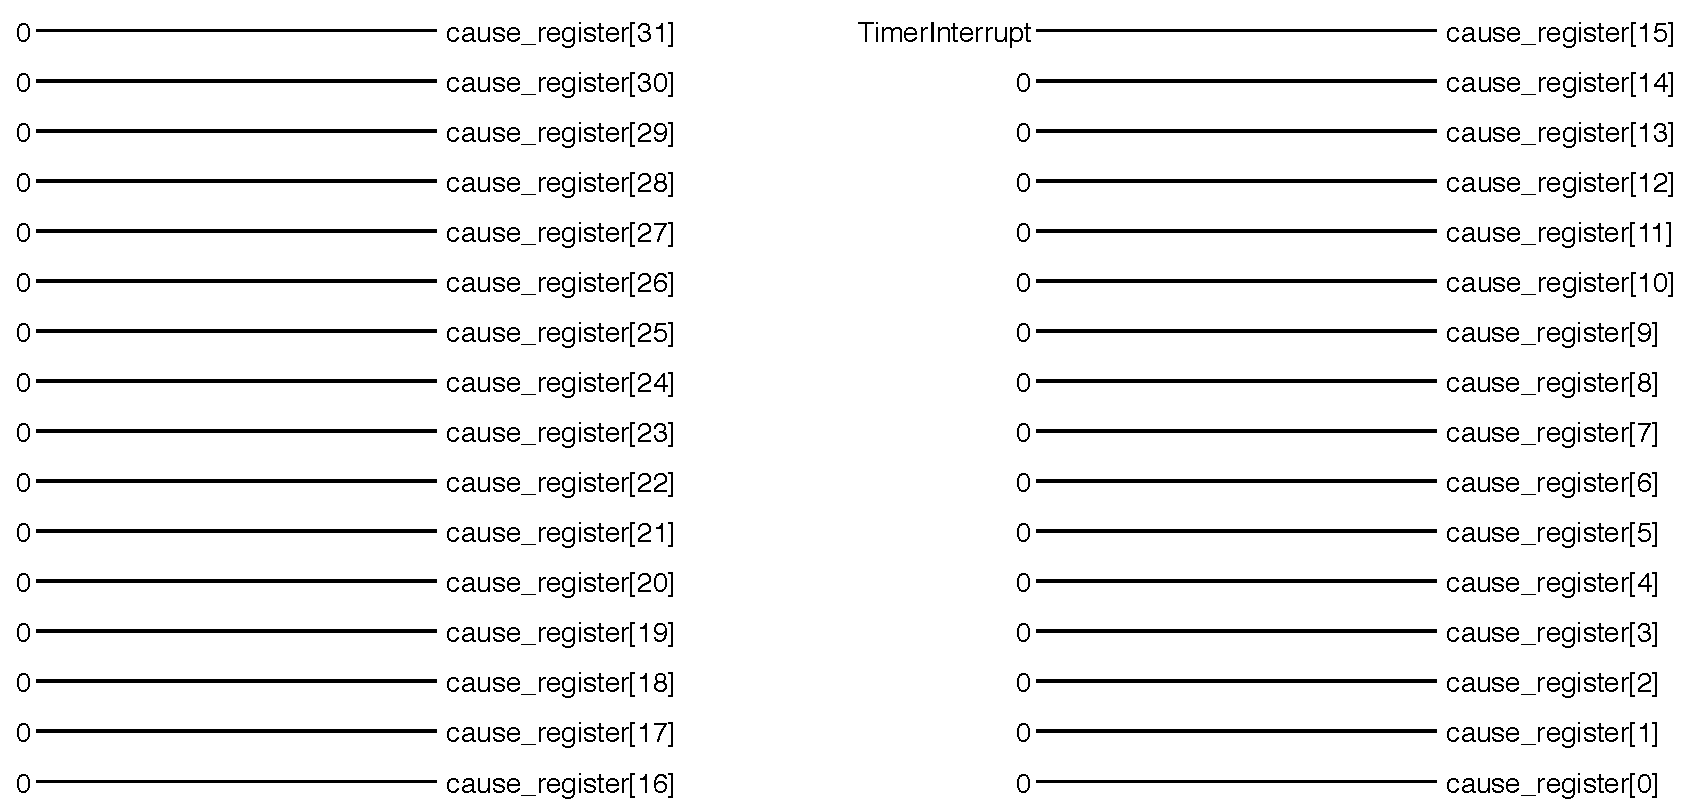 0 cause_register[31]
0 cause_register[30]
0 cause_register[29]
0 cause_register[28]
0 cause_register[27]
0 cause_register[26]
0 cause_register[25]
0 cause_register[24]
0 cause_register[23]
0 cause_register[22]
0 cause_register[21]
0 cause_register[20]
0 cause_register[19]
0 cause_register[18]
0 cause_register[17]
0 cause_register[16]
TimerInterrupt cause_register[15]
0 cause_register[14]
0 cause_register[13]
0 cause_register[12]
0 cause_register[11]
0 cause_register[10]
0 cause_register[9]
0 cause_register[8]
0 cause_register[7]
0 cause_register[6]
0 cause_register[5]
0 cause_register[4]
0 cause_register[3]
0 cause_register[2]
0 cause_register[1]
0 cause_register[0]